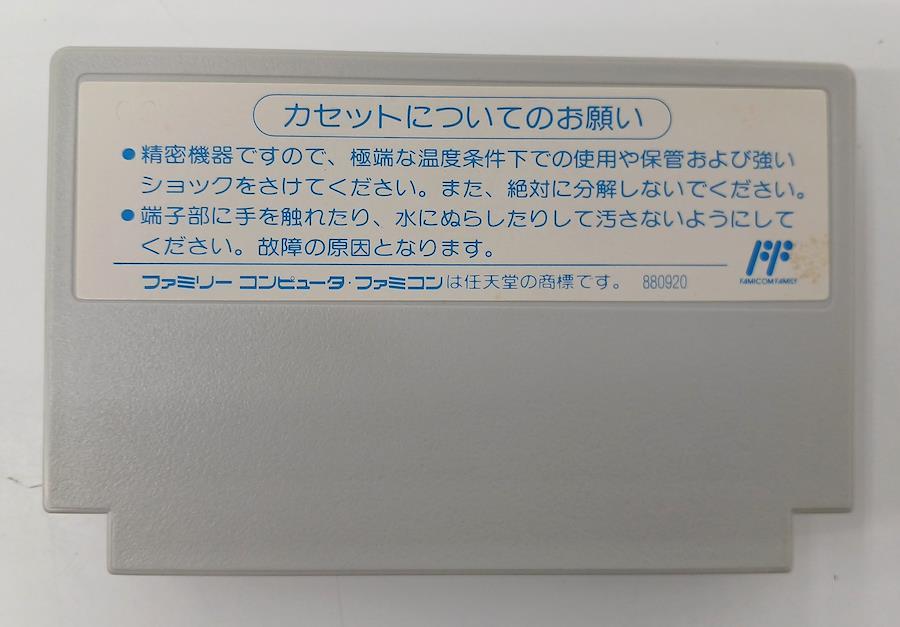 カセットについてのお願い
●精密機器ですので、極端な温度条件下での使用や保管および強い
ショックをさけてください。また、絶対に分解しないでください。
●端子部に手を触れたり、水にぬらしたりして汚さないようにして
ください。故障の原因となります。
FF
FAMICOM FAMILY
ファミリー コンピュータ・ファミコンは任天堂の商標です。 880920